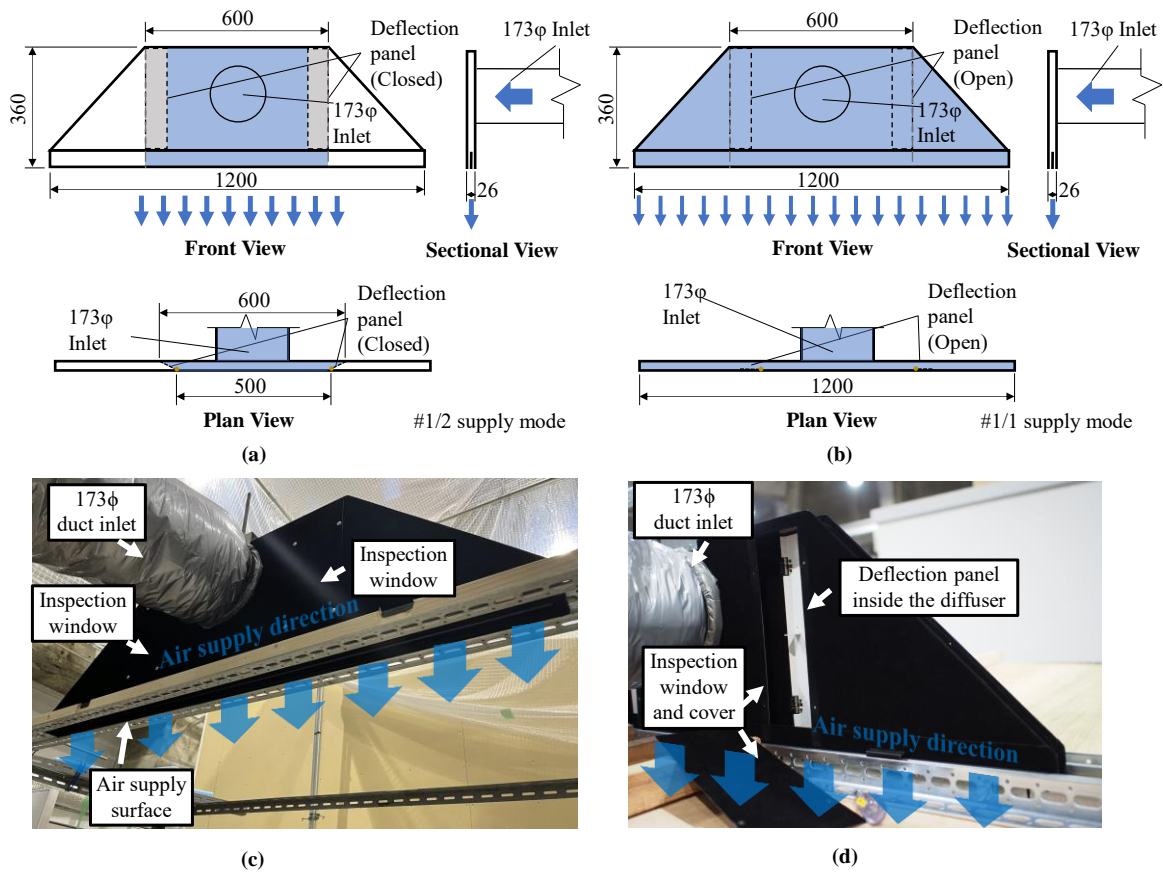 600
Deflection
panel
(Closed)
173φ Inlet
360
173φ
Inlet
1200
26
Front View
Sectional View
600
Deflection
panel
(Closed)
173φ
Inlet
500
Plan View
#1/2 supply mode
(a)
600
Deflection
panel
(Open)
173φ Inlet
360
173φ
Inlet
1200
26
Front View
Sectional View
173φ
Inlet
Deflection
panel
(Open)
1200
Plan View
#1/1 supply mode
(b)
173ϕ
duct inlet
Inspection
window
Inspection
window
Air supply direction
Air supply
surface
(c)
173ϕ
duct inlet
Deflection panel
inside the diffuser
Inspection
window
and cover
Air supply direction
(d)